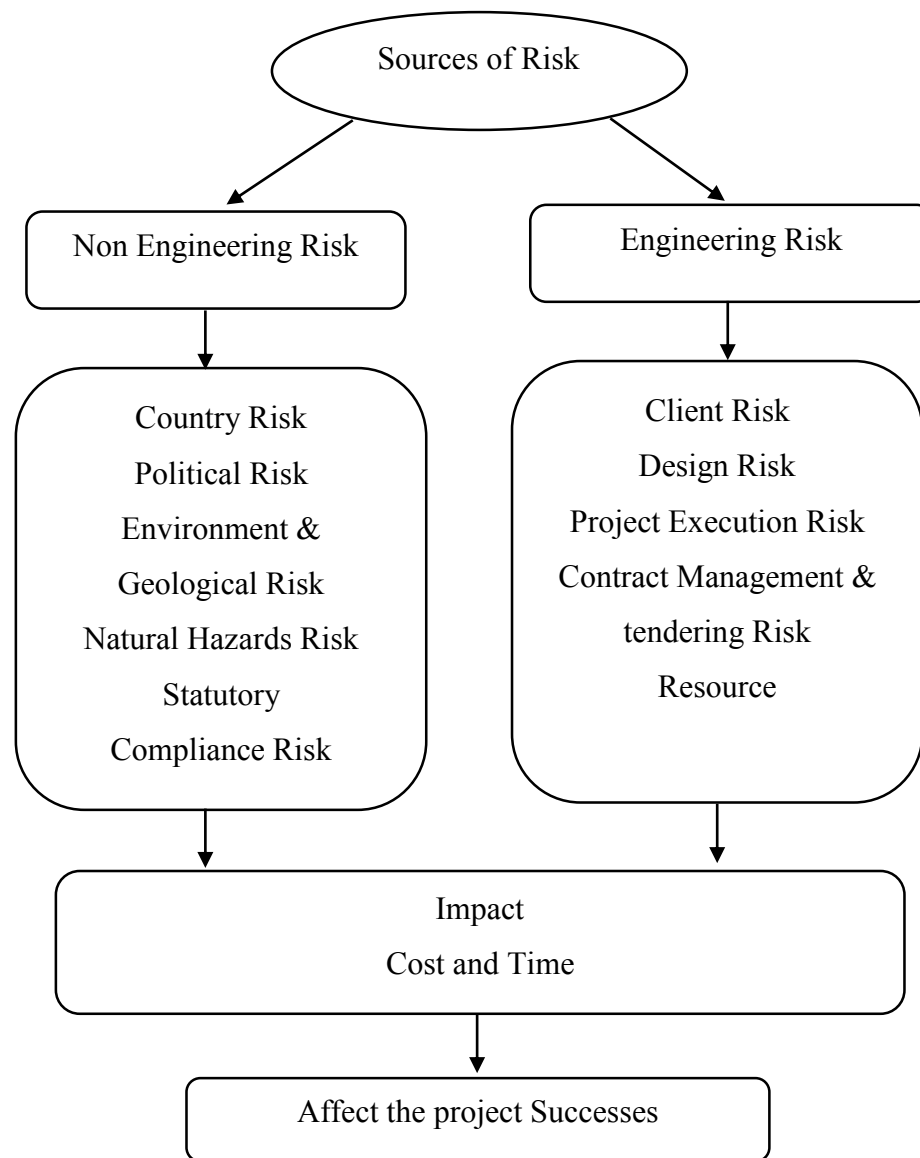 Sources of Risk
Non Engineering Risk
Engineering Risk
Country Risk
Political Risk
Environment &
Geological Risk
Natural Hazards Risk
Statutory
Compliance Risk
Client Risk
Design Risk
Project Execution Risk
Contract Management &
tendering Risk
Resource
Impact
Cost and Time
Affect the project Successes